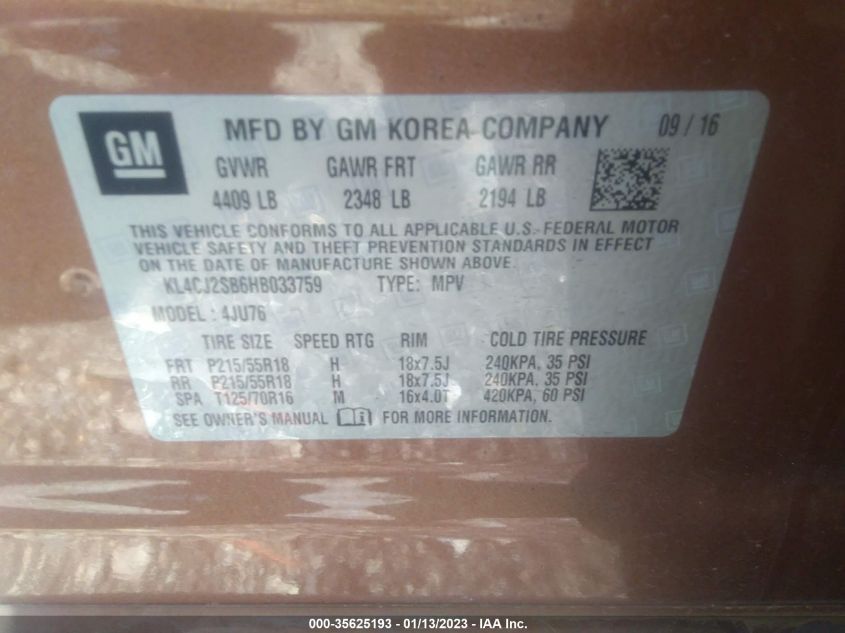 GM
MFD BY GM KOREA COMPANY 09 / 16
GVWR GAWR FRT GAWR RR
4409 LB 2348 LB 2194 LB
THIS VEHICLE CONFORMS TO ALL APPLICABLE U.S. FEDERAL MOTOR
VEHICLE SAFETY AND THEFT PREVENTION STANDARDS IN EFFECT
ON THE DATE OF MANUFACTURE SHOWN ABOVE.
KL4CJ2SB6HB033759 TYPE: MPV
MODEL : 4JU76
TIRE SIZE SPEED RTG RIM COLD TIRE PRESSURE
FRT P215/55R18 H 18x7.5J 240KPA, 35 PSI
RR P215/55R18 H 18x7.5J 240KPA, 35 PSI
SPA T125/70R16 M 16x4.0T 420KPA, 60 PSI
SEE OWNER'S MANUAL FOR MORE INFORMATION.
000-35625193 - 01/13/2023 - IAA Inc.